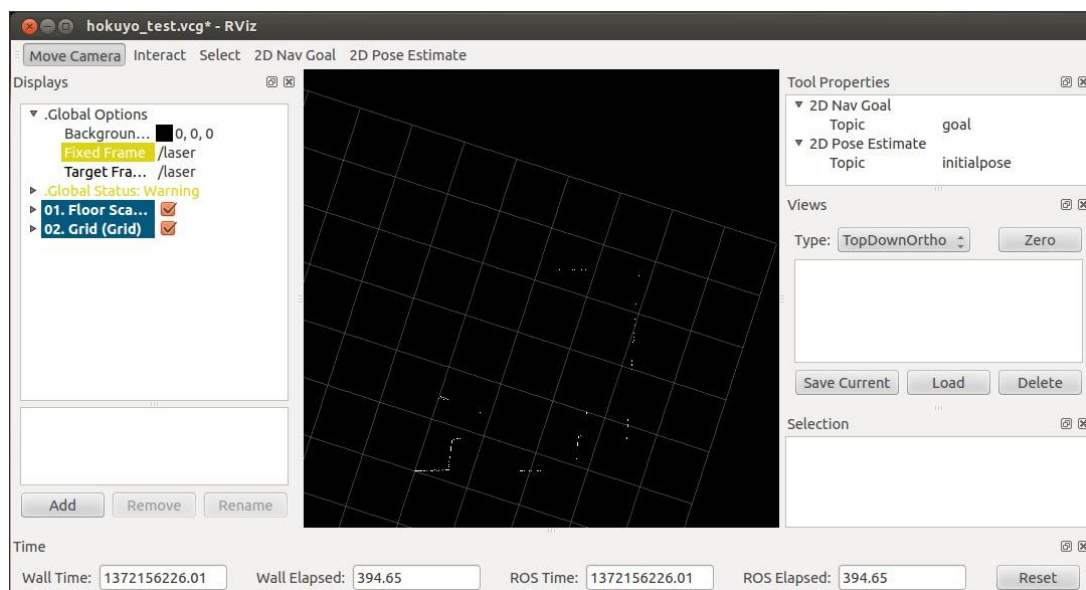 hokuyo_test.vcg* - RViz
Move Camera Interact Select 2D Nav Goal 2D Pose Estimate
Displays
.Global Options
Backgroun... 0, 0, 0
Fixed Frame /laser
Target Fra... /laser
.Global Status: Warning
01. Floor Sca...
02. Grid (Grid)
Add Remove Rename
Tool Properties
2D Nav Goal
Topic goal
2D Pose Estimate
Topic initialpose
Views
Type: TopDownOrtho Zero
Save Current Load Delete
Selection
Time
Wall Time: 1372156226.01 Wall Elapsed: 394.65 ROS Time: 1372156226.01 ROS Elapsed: 394.65 Reset